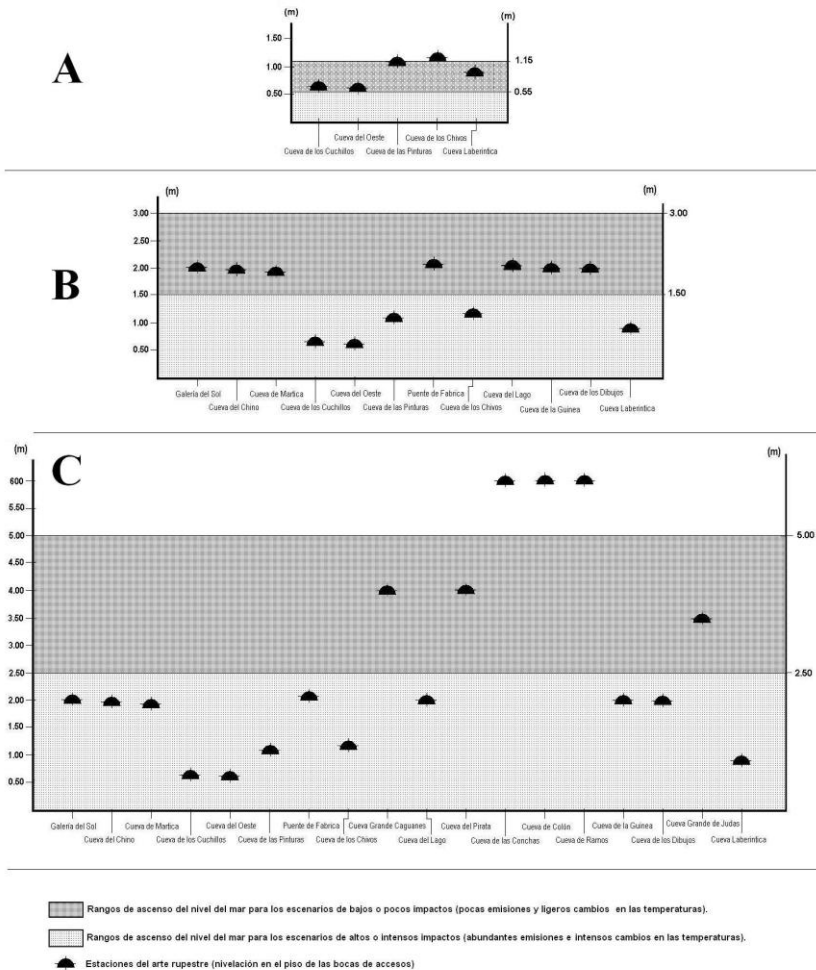 A
(m)
(m)
1.50
1.00
0.50
1.15
0.55
Cueva del Oeste
Cueva de los Chivos
Cueva de los Cuchillos
Cueva de las Pinturas
Cueva Laberintica
B
(m)
(m)
3.00
2.50
2.00
1.50
1.00
0.50
3.00
1.50
Galería del Sol
Cueva de Martica
Cueva del Oeste
Puente de Fabrica
Cueva del Lago
Cueva de los Dibujos
Cueva del Chino
Cueva de los Cuchillos
Cueva de las Pinturas
Cueva de los Chivos
Cueva de la Guinea
Cueva Laberintica
C
(m)
(m)
600
5.50
5.00
4.50
4.00
3.50
3.00
2.50
2.00
1.50
1.00
0.50
5.00
2.50
Galería del Sol
Cueva de Martica
Cueva del Oeste
Puente de Fabrica
Cueva Grande Caguanes
Cueva del Pirata
Cueva de Colón
Cueva de la Guinea
Cueva Grande de Judas
Cueva del Chino
Cueva de los Cuchillos
Cueva de las Pinturas
Cueva de los Chivos
Cueva del Lago
Cueva de las Conchas
Cueva de Ramos
Cueva de los Dibujos
Cueva Laberintica
Rangos de ascenso del nivel del mar para los escenarios de bajos o pocos impactos (pocas emisiones y ligeros cambios en las temperaturas).
Rangos de ascenso del nivel del mar para los escenarios de altos o intensos impactos (abundantes emisiones e intensos cambios en las temperaturas).
Estaciones del arte rupestre (nivelación en el piso de las bocas de accesos)